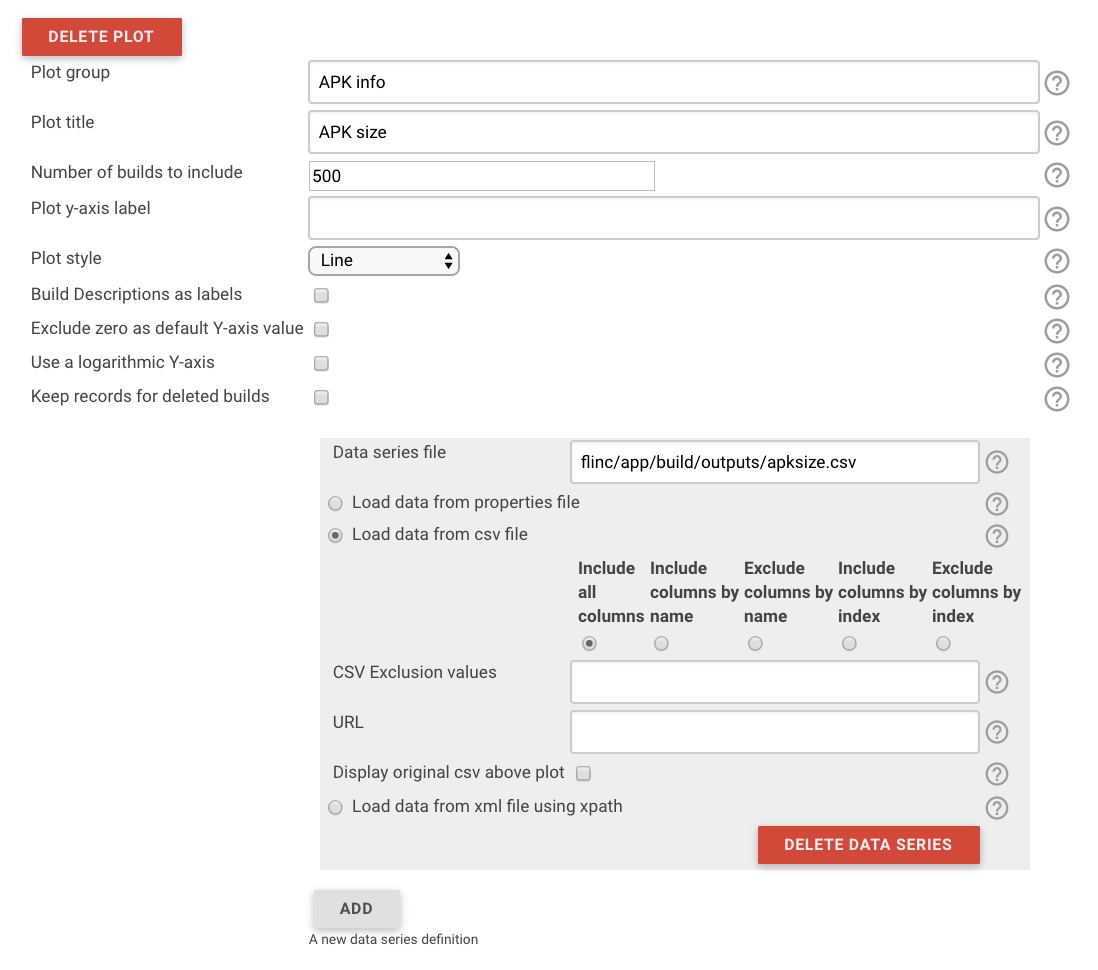 DELETE PLOT
Plot group
APK info
Plot title
APK size
Number of builds to include
500
Plot y-axis label
Plot style
Line
Build Descriptions as labels
Exclude zero as default Y-axis value
Use a logarithmic Y-axis
Keep records for deleted builds
Data series file
flinc/app/build/outputs/apksize.csv
Load data from properties file
Load data from csv file
Include all columns
Include columns by name
Exclude columns by name
Include columns by index
Exclude columns by index
CSV Exclusion values
URL
Display original csv above plot
Load data from xml file using xpath
DELETE DATA SERIES
ADD
A new data series definition